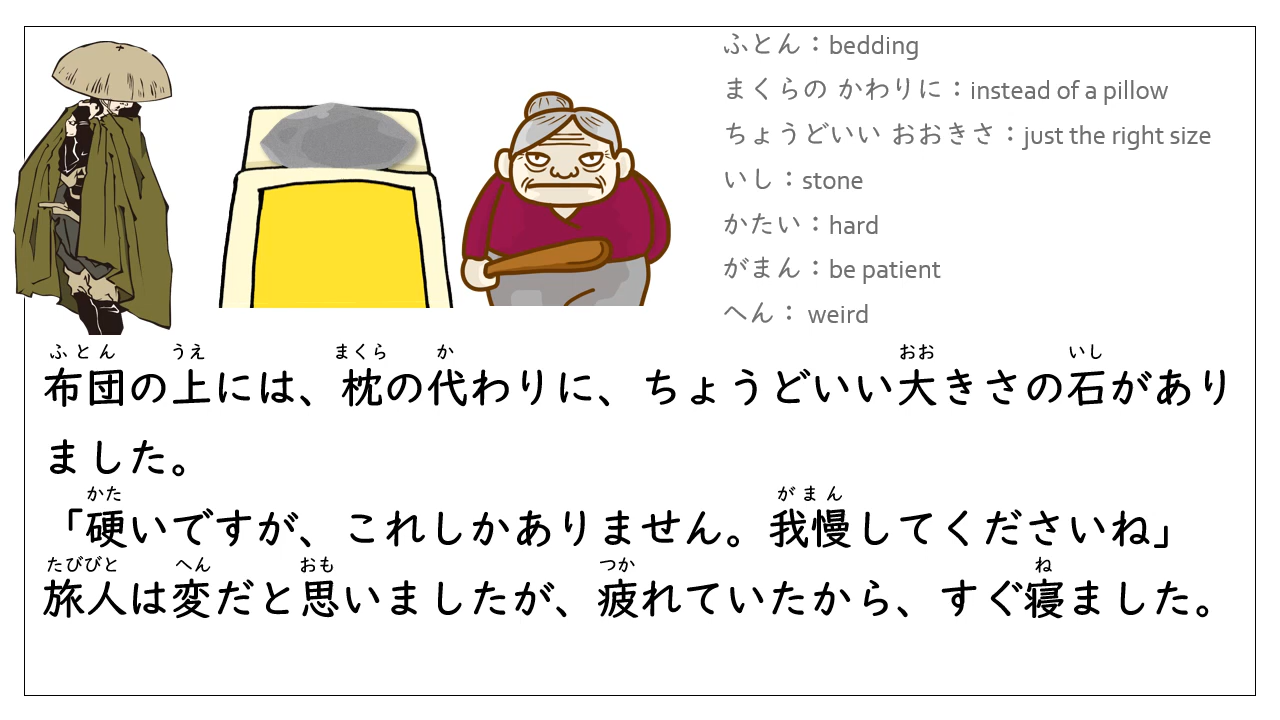 ふとん：bedding
まくらの かわりに：instead of a pillow
ちょうどいい おおきさ：just the right size
いし：stone
かたい：hard
がまん：be patient
へん： weird
ふとん うえ まくら か おお いし
布団の上には、枕の代わりに、ちょうどいい大きさの石があり
ました。
かた がまん
「硬いですが、これしかありません。我慢してくださいね」
たびびと へん おも つか ね
旅人は変だと思いましたが、疲れていたから、すぐ寝ました。